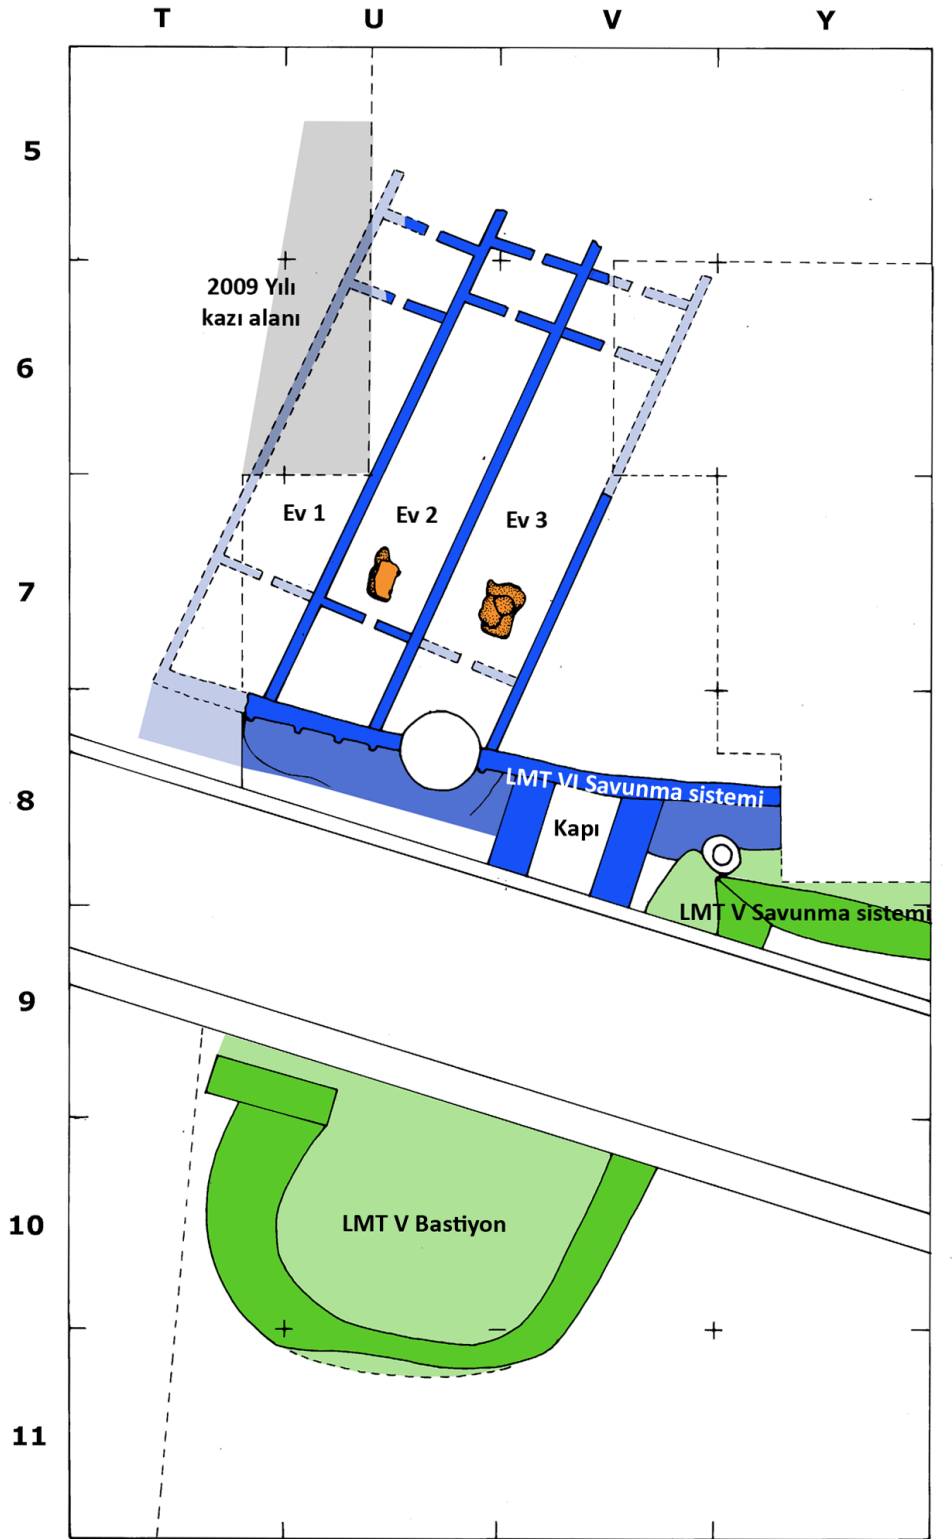 T U V Y
5
2009 Yılı
kazı alanı
6
Ev 1 Ev 2 Ev 3
7
LMT VI Savunma sistemi
8
Kapı
LMT V Savunma sistemi
9
10
LMT V Bastiyon
11